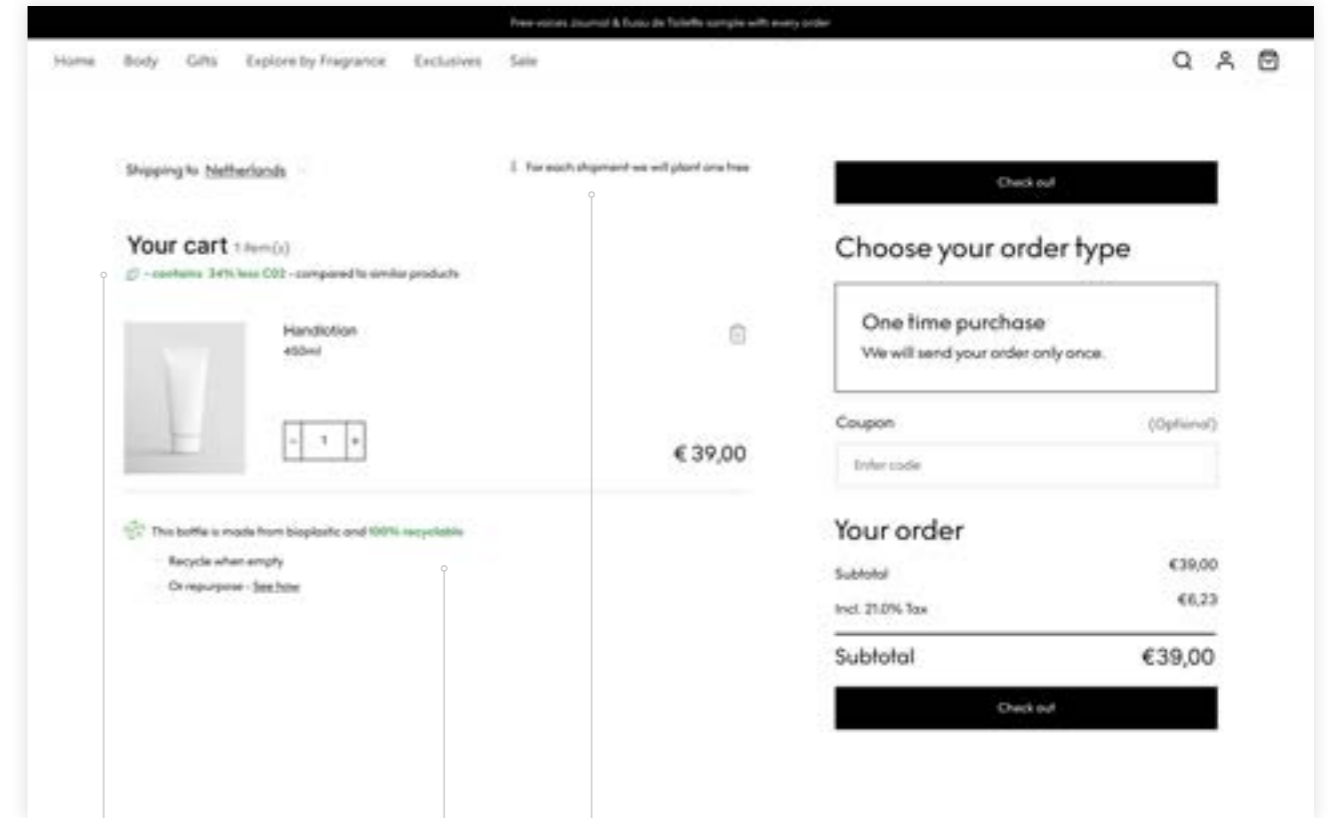 Free voices Journal & Eau de Toilette sample with every order
Home Body Gifts Explore by Fragrance Exclusives Sale
Shipping to Netherlands
For each shipment we will plant one tree
Check out
Your cart 1 item(s)
- contains 34% less CO2 - compared to similar products
Handlotion
450ml
- 1 +
€ 39,00
This bottle is made from bioplastic and 100% recyclable
Recycle when empty
Or repurpose - See how
Choose your order type
One time purchase
We will send your order only once.
Coupon (Optional)
Enter code
Your order
Subtotal €39,00
Incl. 21.0% Tax €6,23
Subtotal €39,00
Check out